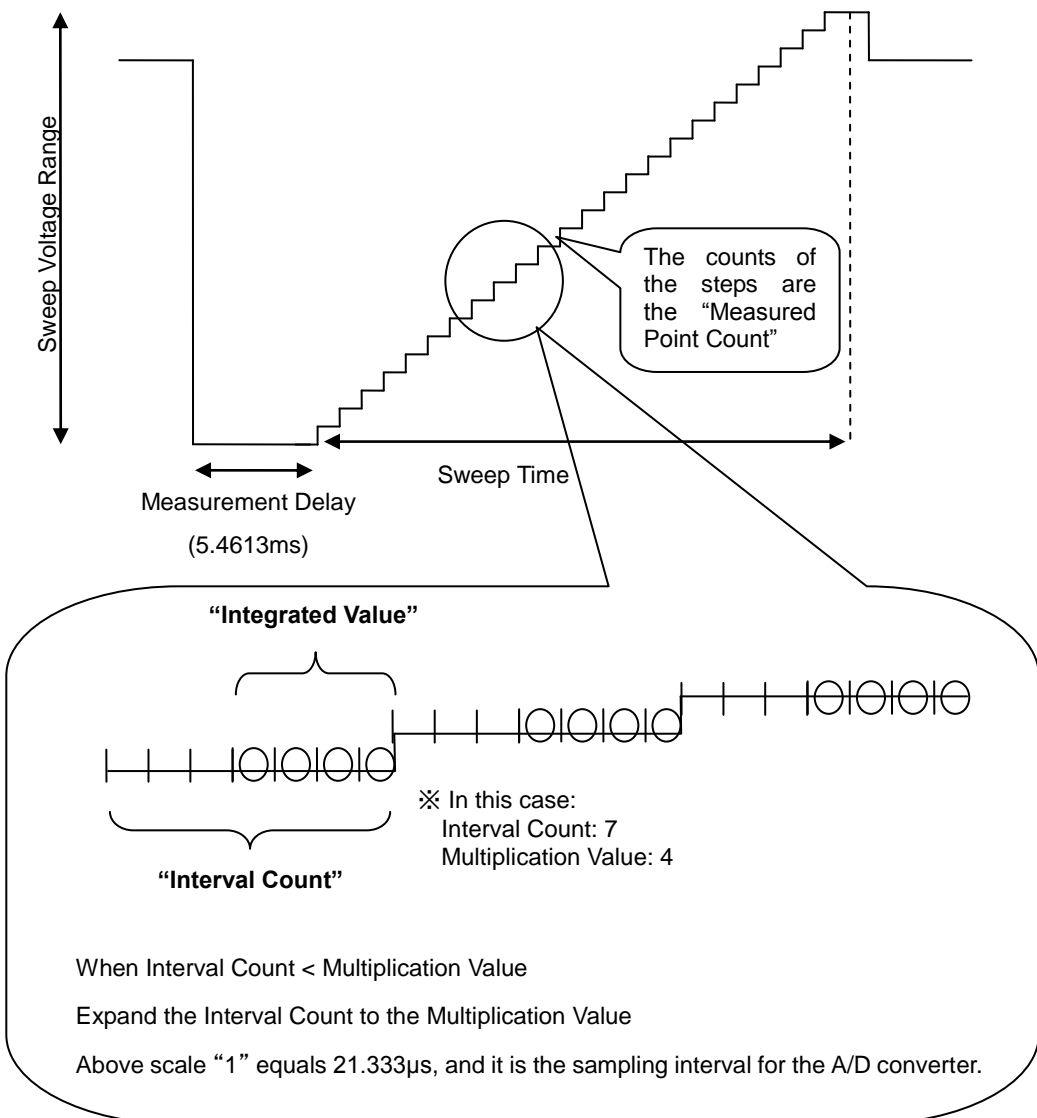 Sweep Voltage Range
The counts of
the steps are
the “Measured
Point Count”
Sweep Time
Measurement Delay
(5.4613ms)
“Integrated Value”
※ In this case:
Interval Count: 7
Multiplication Value: 4
“Interval Count”
When Interval Count < Multiplication Value
Expand the Interval Count to the Multiplication Value
Above scale “1” equals 21.333μs, and it is the sampling interval for the A/D converter.